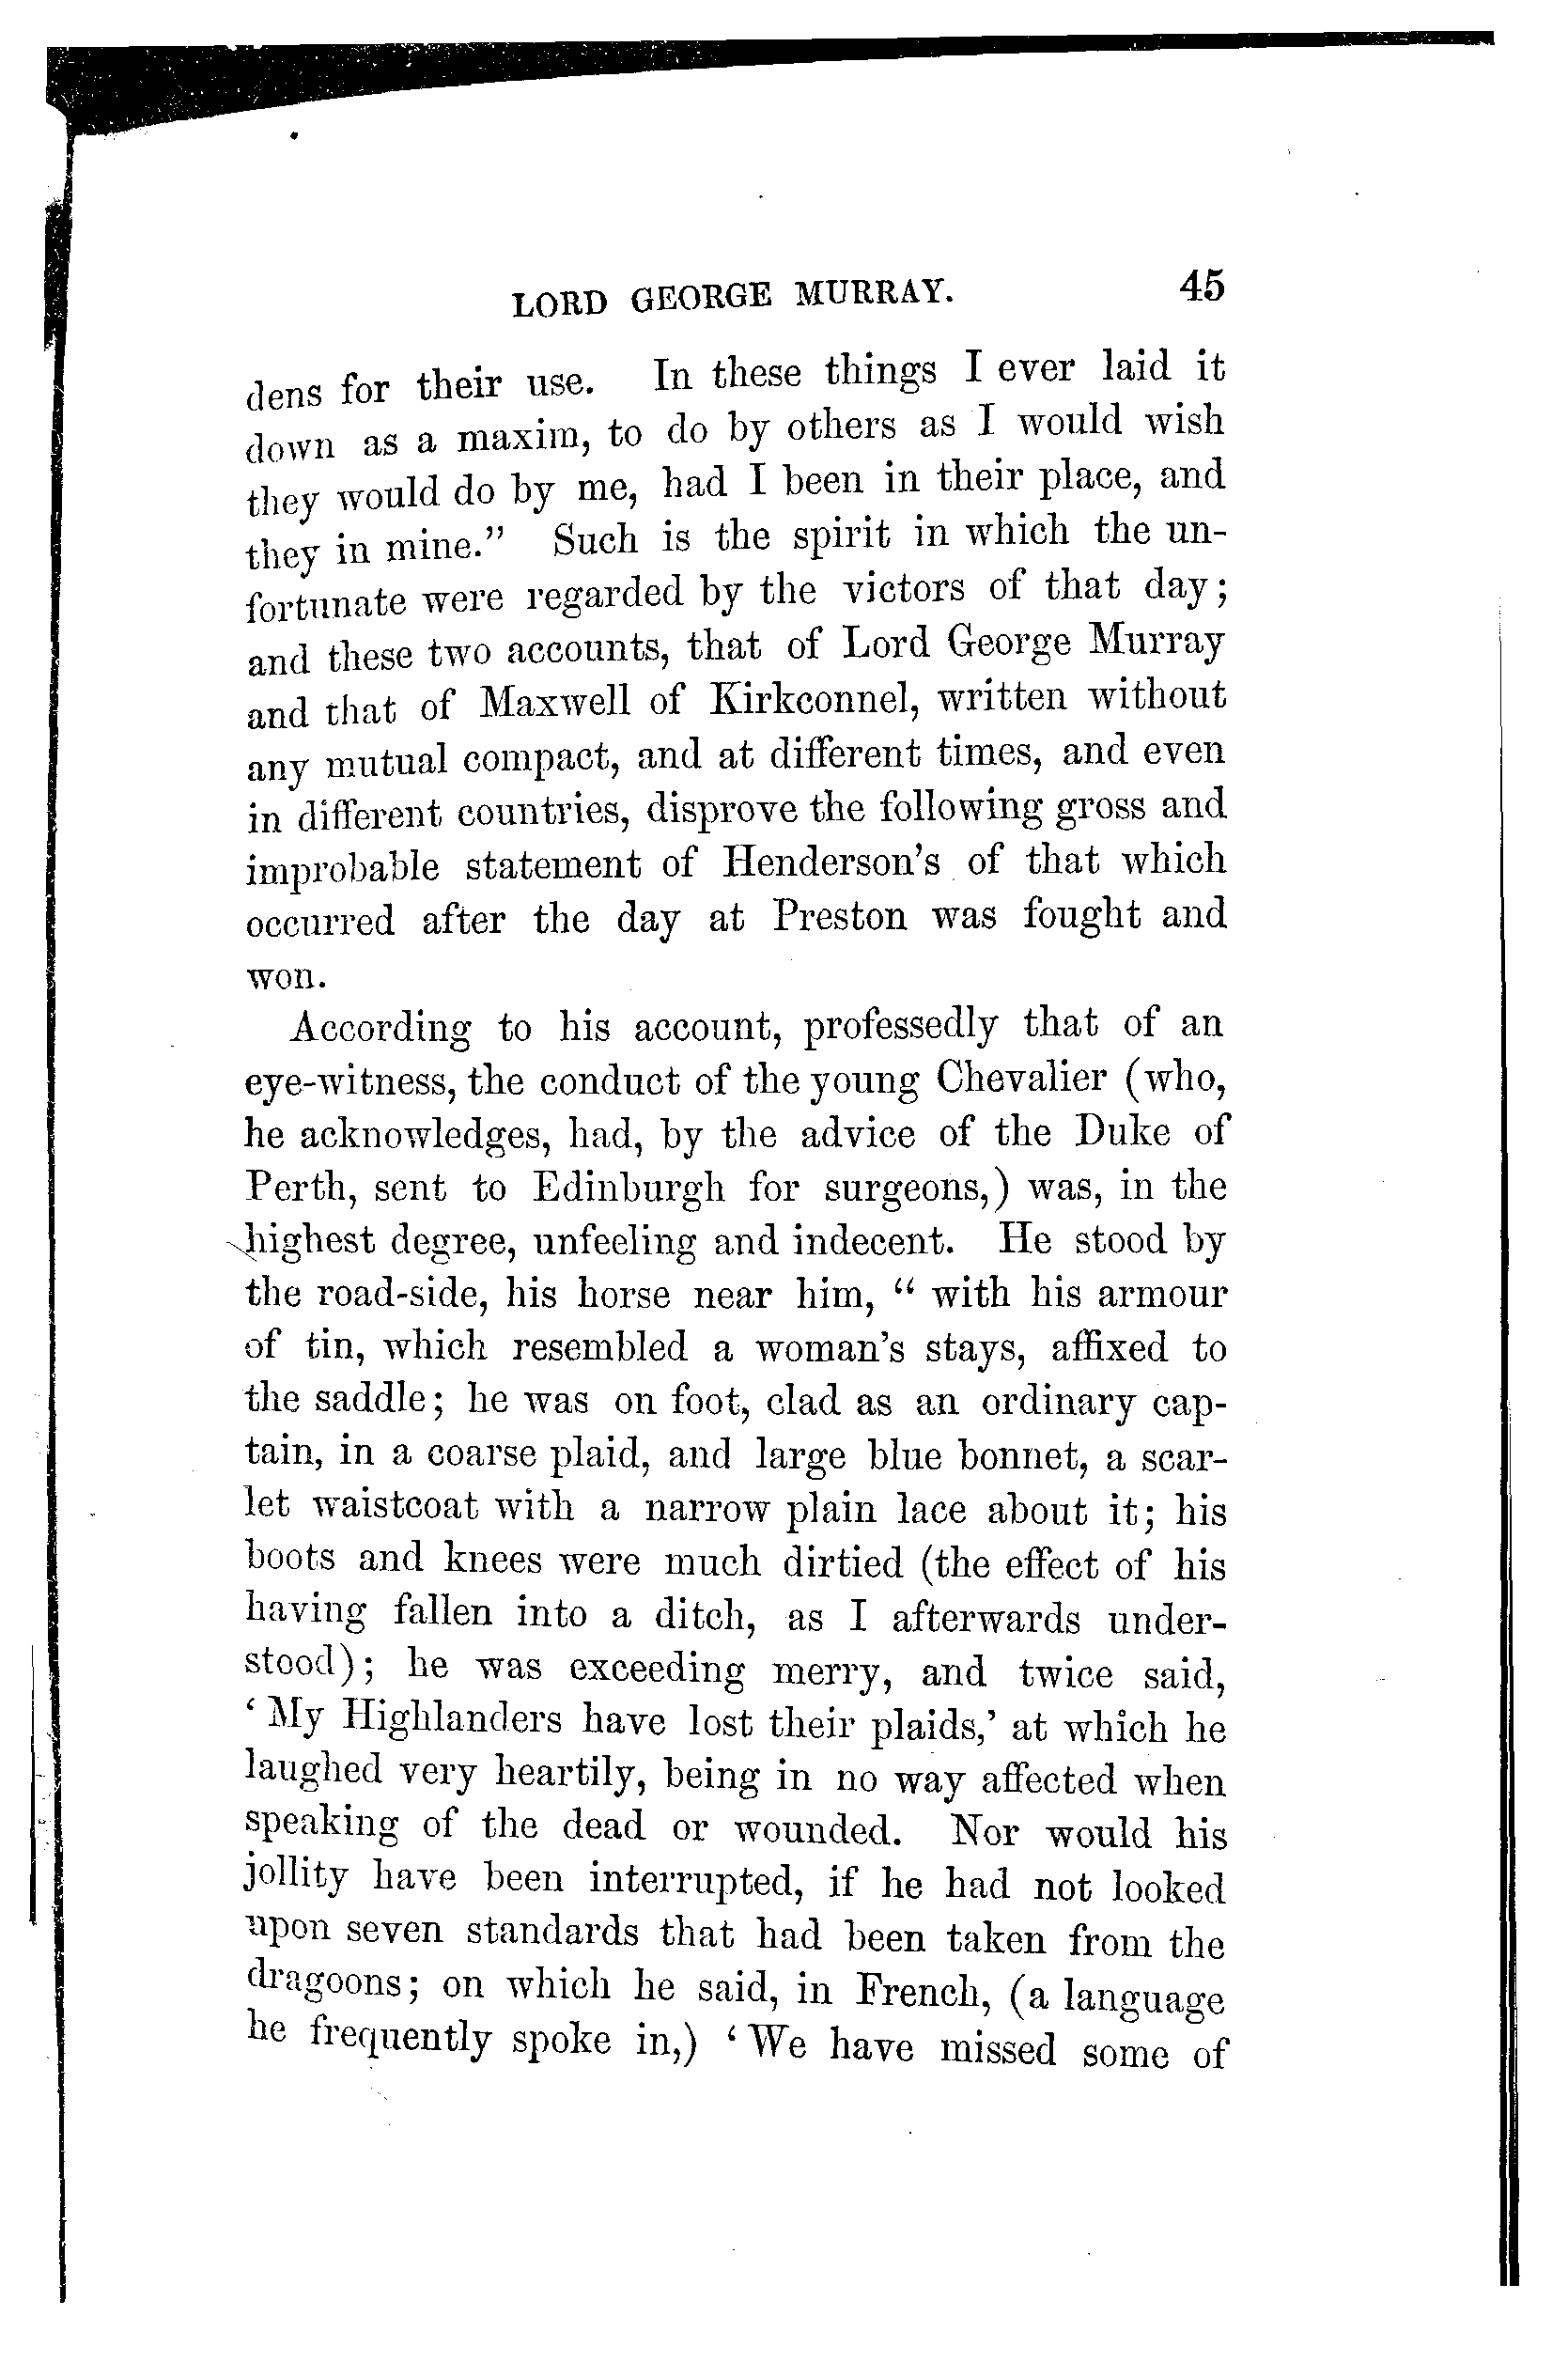 LORD GEORGE MURRAY. 45
dens for their use. In these things I ever laid it
down as a maxim, to do by others as I would wish
they would do by me, had I been in their place, and
they in mine.” Such is the spirit in which the un-
fortunate were regarded by the victors of that day;
and these two accounts, that of Lord George Murray
and that of Maxwell of Kirkconnel, written without
any mutual compact, and at different times, and even
in different countries, disprove the following gross and
improbable statement of Henderson’s of that which
occurred after the day at Preston was fought and
won.
According to his account, professedly that of an
eye-witness, the conduct of the young Chevalier (who,
he acknowledges, had, by the advice of the Duke of
Perth, sent to Edinburgh for surgeons,) was, in the
highest degree, unfeeling and indecent. He stood by
the road-side, his horse near him, “ with his armour
of tin, which resembled a woman’s stays, affixed to
the saddle; he was on foot, clad as an ordinary cap-
tain, in a coarse plaid, and large blue bonnet, a scar-
let waistcoat with a narrow plain lace about it; his
boots and knees were much dirtied (the effect of his
having fallen into a ditch, as I afterwards under-
stood); he was exceeding merry, and twice said,
‘ My Highlanders have lost their plaids,’ at which he
laughed very heartily, being in no way affected when
speaking of the dead or wounded. Nor would his
jollity have been interrupted, if he had not looked
upon seven standards that had been taken from the
dragoons; on which he said, in French, (a language
he frequently spoke in,) ‘ We have missed some of